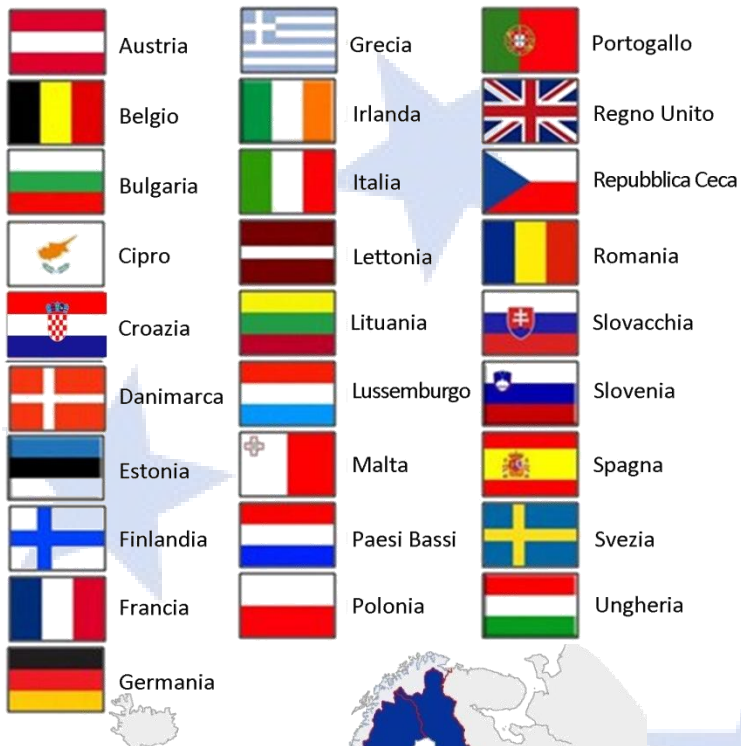 Austria
Belgio
Bulgaria
Cipro
Croazia
Danimarca
Estonia
Finlandia
Francia
Germania
Grecia
Irlanda
Italia
Lettonia
Lituania
Lussemburgo
Malta
Paesi Bassi
Polonia
Portogallo
Regno Unito
Repubblica Ceca
Romania
Slovacchia
Slovenia
Spagna
Svezia
Ungheria